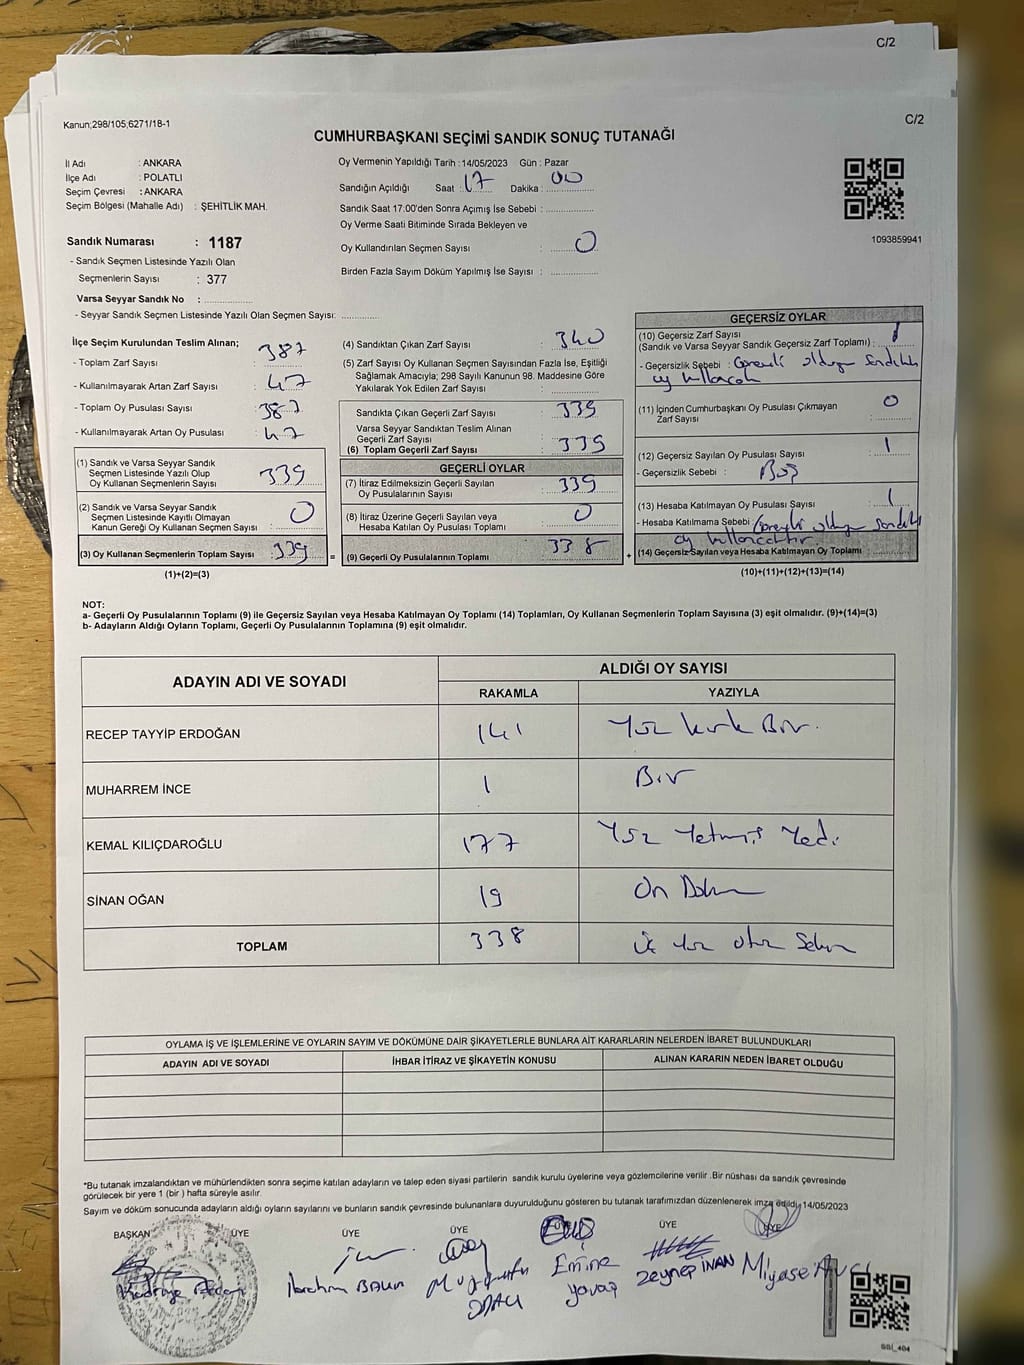 C/2
C/2
Kanun;298/105;6271/18-1
CUMHURBAŞKANI SEÇİMİ SANDIK SONUÇ TUTANAĞI
İl Adı : ANKARA
İlçe Adı : POLATLI
Seçim Çevresi : ANKARA
Seçim Bölgesi (Mahalle Adı) : ŞEHİTLİK MAH.
Oy Vermenin Yapıldığı Tarih : 14/05/2023 Gün : Pazar
Sandığın Açıldığı Saat : 17 Dakika : 00
Sandık Saat 17:00'den Sonra Açımış İse Sebebi :
Oy Verme Saati Bitiminde Sırada Bekleyen ve
Oy Kullandırılan Seçmen Sayısı : 0
Birden Fazla Sayım Döküm Yapılmış İse Sayısı :
1093859941
Sandık Numarası : 1187
- Sandık Seçmen Listesinde Yazılı Olan
Seçmenlerin Sayısı : 377
Varsa Seyyar Sandık No :
- Seyyar Sandık Seçmen Listesinde Yazılı Olan Seçmen Sayısı:
İlçe Seçim Kurulundan Teslim Alınan;
- Toplam Zarf Sayısı : 387
- Kullanılmayarak Artan Zarf Sayısı : 47
- Toplam Oy Pusulası Sayısı : 387
- Kullanılmayarak Artan Oy Pusulası : 47
(1) Sandık ve Varsa Seyyar Sandık
Seçmen Listesinde Yazılı Olup
Oy Kullanan Seçmenlerin Sayısı : 339
(2) Sandık ve Varsa Seyyar Sandık
Seçmen Listesinde Kayıtlı Olmayan
Kanun Gereği Oy Kullanan Seçmen Sayısı : 0
(3) Oy Kullanan Seçmenlerin Toplam Sayısı : 339 =
(1)+(2)=(3)
(4) Sandıktan Çıkan Zarf Sayısı : 340
(5) Zarf Sayısı Oy Kullanan Seçmen Sayısından Fazla İse, Eşitliği
Sağlamak Amacıyla; 298 Sayılı Kanunun 98. Maddesine Göre
Yakılarak Yok Edilen Zarf Sayısı :
Sandıkta Çıkan Geçerli Zarf Sayısı : 339
Varsa Seyyar Sandıktan Teslim Alınan
Geçerli Zarf Sayısı :
(6) Toplam Geçerli Zarf Sayısı : 339
GEÇERLİ OYLAR
(7) İtiraz Edilmeksizin Geçerli Sayılan
Oy Pusulalarının Sayısı : 339
(8) İtiraz Üzerine Geçerli Sayılan veya
Hesaba Katılan Oy Pusulası Toplamı : 0
(9) Geçerli Oy Pusulalarının Toplamı : 338 +
GEÇERSİZ OYLAR
(10) Geçersiz Zarf Sayısı
(Sandık ve Varsa Seyyar Sandık Geçersiz Zarf Toplamı) : 1
- Geçersizlik Sebebi : Görevli olduğu Sandıkta
oy kullanacak
(11) İçinden Cumhurbaşkanı Oy Pusulası Çıkmayan
Zarf Sayısı : 0
(12) Geçersiz Sayılan Oy Pusulası Sayısı : 1
- Geçersizlik Sebebi : Boş
(13) Hesaba Katılmayan Oy Pusulası Sayısı : 1
- Hesaba Katılmama Sebebi : Görevli olduğu Sandıkta
oy kullanacaktır.
(14) Geçersiz Sayılan veya Hesaba Katılmayan Oy Toplamı :
(10)+(11)+(12)+(13)=(14)
NOT:
a- Geçerli Oy Pusulalarının Toplamı (9) ile Geçersiz Sayılan veya Hesaba Katılmayan Oy Toplamı (14) Toplamları, Oy Kullanan Seçmenlerin Toplam Sayısına (3) eşit olmalıdır. (9)+(14)=(3)
b- Adayların Aldığı Oyların Toplamı, Geçerli Oy Pusulalarının Toplamına (9) eşit olmalıdır.
ADAYIN ADI VE SOYADI ALDIĞI OY SAYISI
RAKAMLA YAZIYLA
RECEP TAYYİP ERDOĞAN 141 Yüz kırk Bir.
MUHARREM İNCE 1 Bir
KEMAL KILIÇDAROĞLU 177 Yüz Yetmiş Yedi
SİNAN OĞAN 19 On Dokuz
TOPLAM 338 Üç Yüz otuz Sekiz
OYLAMA İŞ VE İŞLEMLERİNE VE OYLARIN SAYIM VE DÖKÜMÜNE DAİR ŞİKAYETLERLE BUNLARA AİT KARARLARIN NELERDEN İBARET BULUNDUKLARI
ADAYIN ADI VE SOYADI İHBAR İTİRAZ VE ŞİKAYETİN KONUSU ALINAN KARARIN NEDEN İBARET OLDUĞU
*Bu tutanak imzalandıktan ve mühürlendikten sonra seçime katılan adayların ve talep eden siyasi partilerin sandık kurulu üyelerine veya gözlemcilerine verilir .Bir nüshası da sandık çevresinde
görülecek bir yere 1 (bir ) hafta süreyle asılır.
Sayım ve döküm sonucunda adayların aldığı oyların sayılarını ve bunların sandık çevresinde bulunanlara duyurulduğunu gösteren bu tutanak tarafımızdan düzenlenerek imza edildi. 14/05/2023
BAŞKAN ÜYE ÜYE ÜYE ÜYE ÜYE
İbrahim Emine Zeynep İNAN Miyase
Yavaş